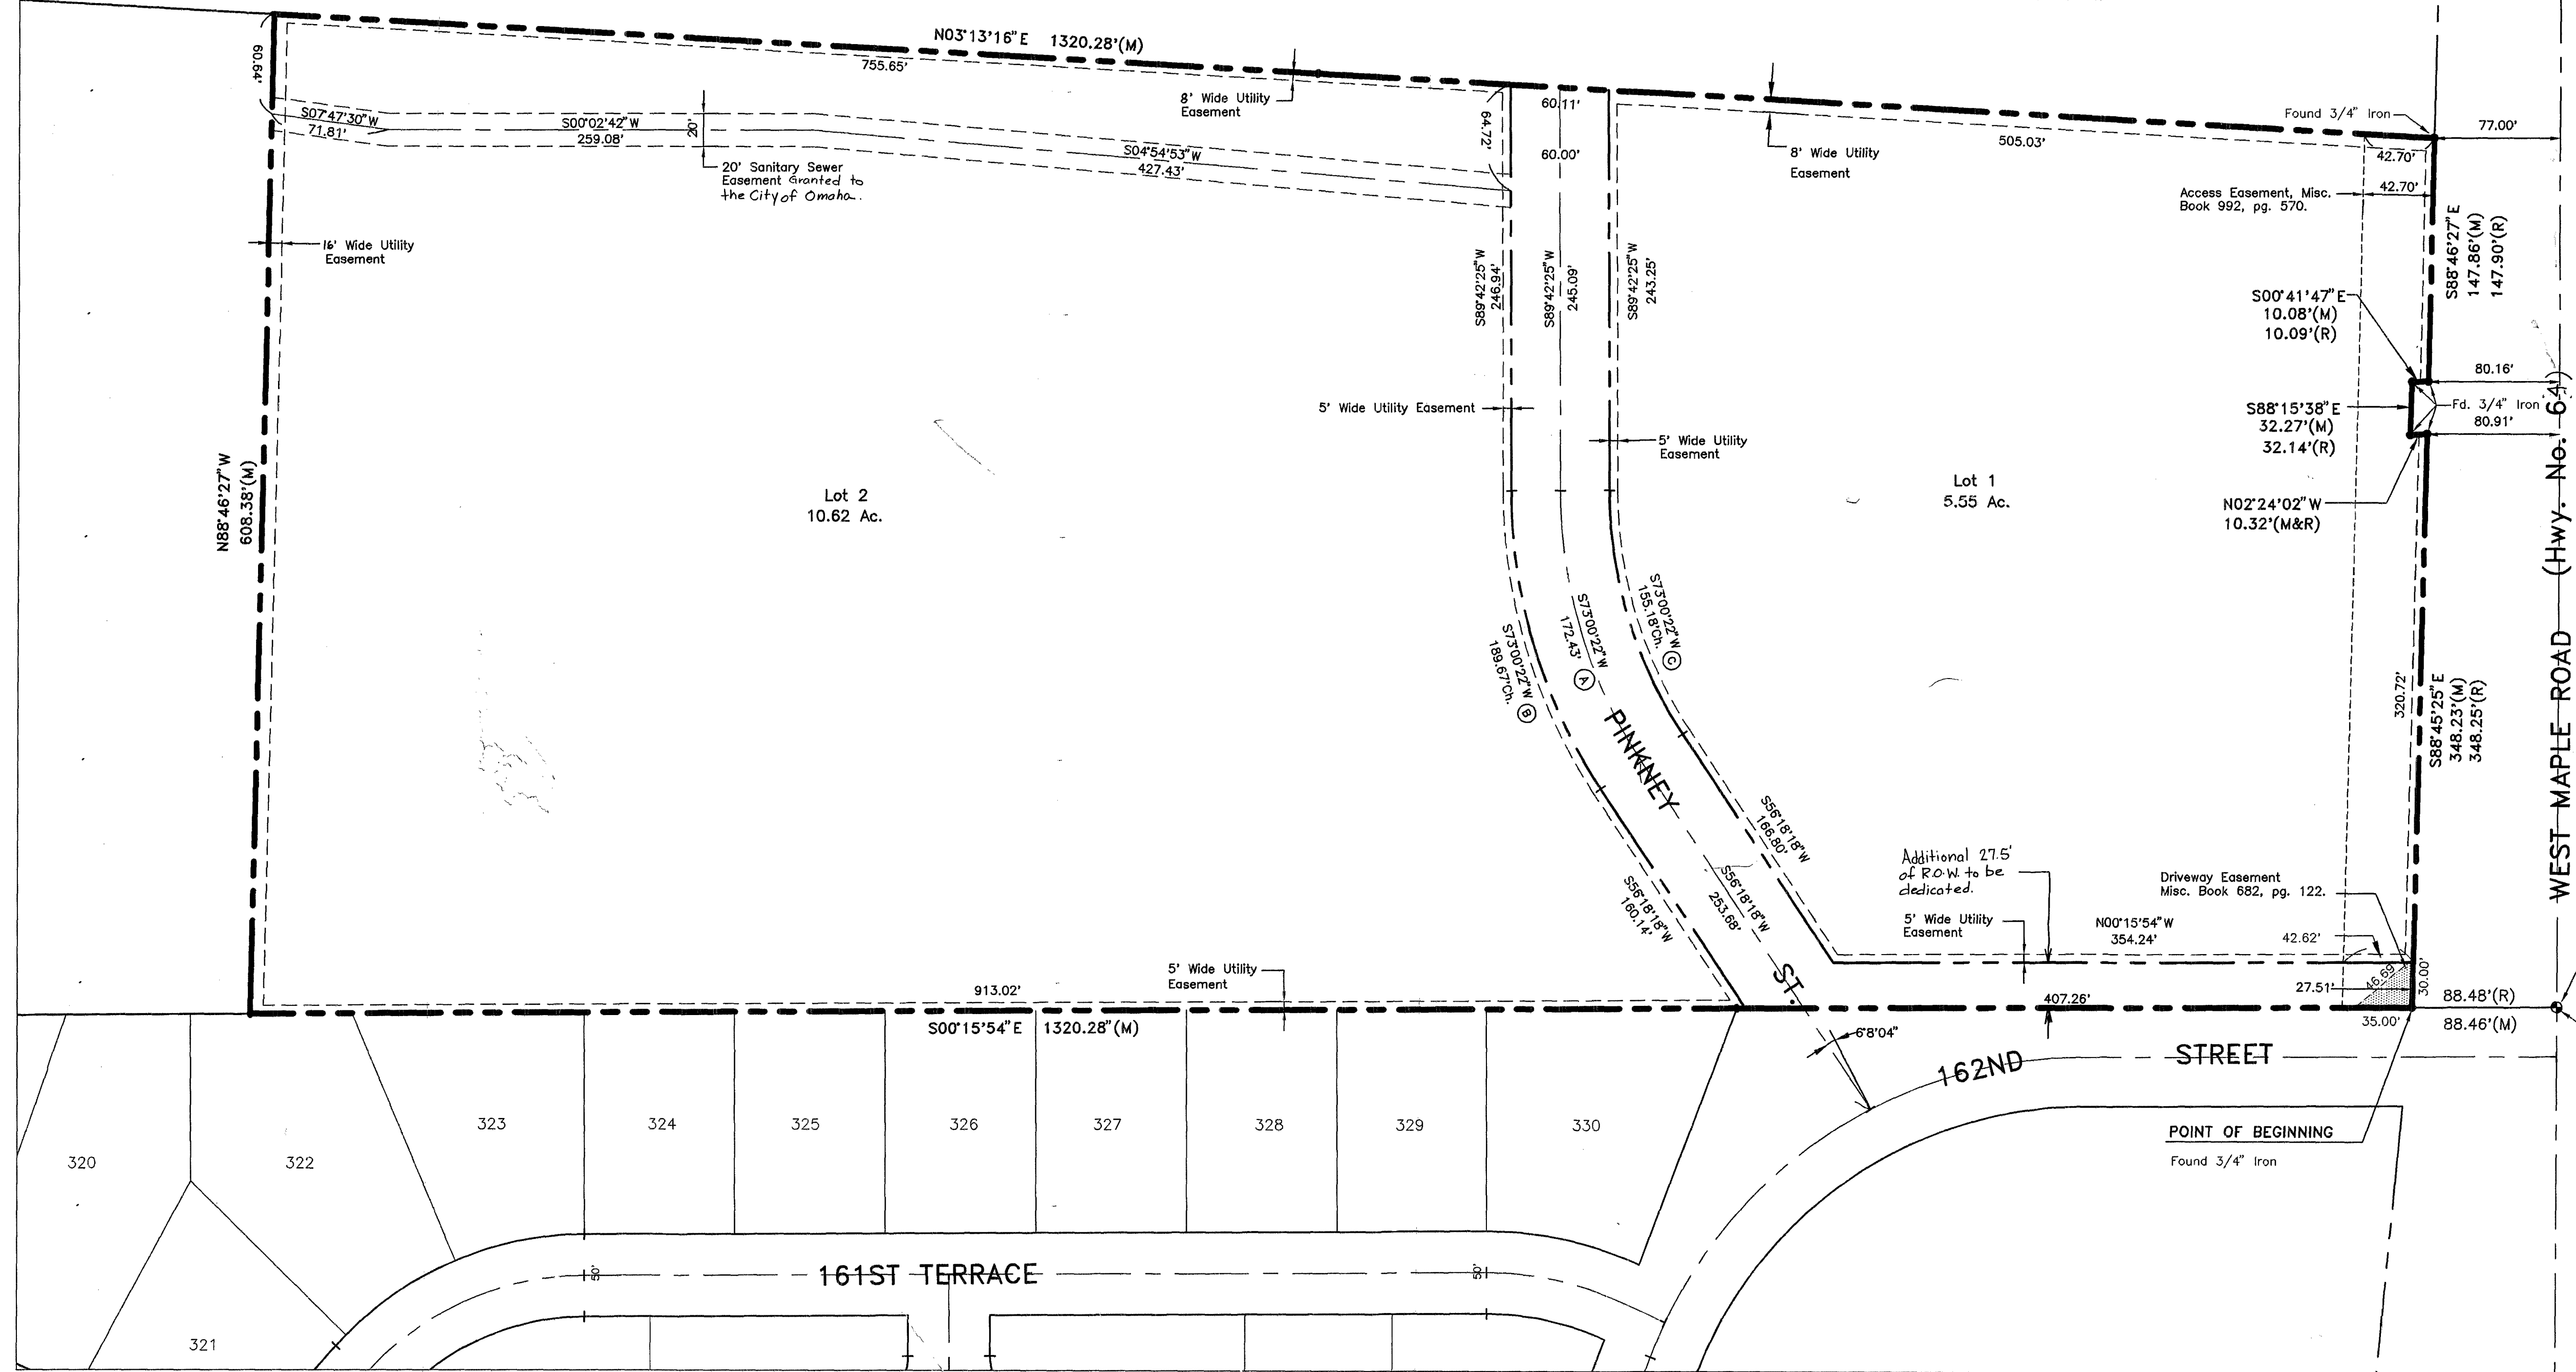 N03°13'16"E 1320.28'(M)
755.65'
60.64'
S07°47'30"W
71.81'
S00°02'42"W
259.08'
20'
20' Sanitary Sewer
Easement Granted to
the City of Omaha.
S04°54'53"W
427.43'
8' Wide Utility
Easement
64.72'
60.11'
60.00'
8' Wide Utility
Easement
505.03'
Found 3/4" Iron
77.00'
42.70'
42.70'
Access Easement, Misc.
Book 992, pg. 570.
S88°46'27"E
147.86'(M)
147.90'(R)
16' Wide Utility
Easement
S89°42'25"W
246.94'
S89°42'25"W
245.09'
S89°42'25"W
243.25'
S00°41'47"E
10.08'(M)
10.09'(R)
80.16'
Fd. 3/4" Iron
80.91'
S88°15'38"E
32.27'(M)
32.14'(R)
5' Wide Utility Easement
5' Wide Utility
Easement
N88°46'27"W
608.38'(M)
Lot 2
10.62 Ac.
Lot 1
5.55 Ac.
N02°24'02"W
10.32'(M&R)
WEST MAPLE ROAD (Hwy. No. 64)
S73°00'22"W
189.67'Ch.
B
S73°00'22"W
172.43'
A
S73°00'22"W
155.18'Ch.
C
PINKNEY ST.
320.72'
S88°45'25"E
348.23'(M)
348.25'(R)
S56°18'18"W
160.14'
S56°18'18"W
253.68'
S56°18'18"W
166.80'
Additional 27.5'
of R.O.W. to be
dedicated.
Driveway Easement
Misc. Book 682, pg. 122.
5' Wide Utility
Easement
N00°15'54"W
354.24'
42.62'
46.69
30.00'
27.51'
5' Wide Utility
Easement
913.02'
407.26'
35.00'
88.48'(R)
88.46'(M)
S00°15'54"E 1320.28"(M)
6°8'04"
162ND STREET
POINT OF BEGINNING
Found 3/4" Iron
320
322
323
324
325
326
327
328
329
330
321
50'
161ST TERRACE
50'